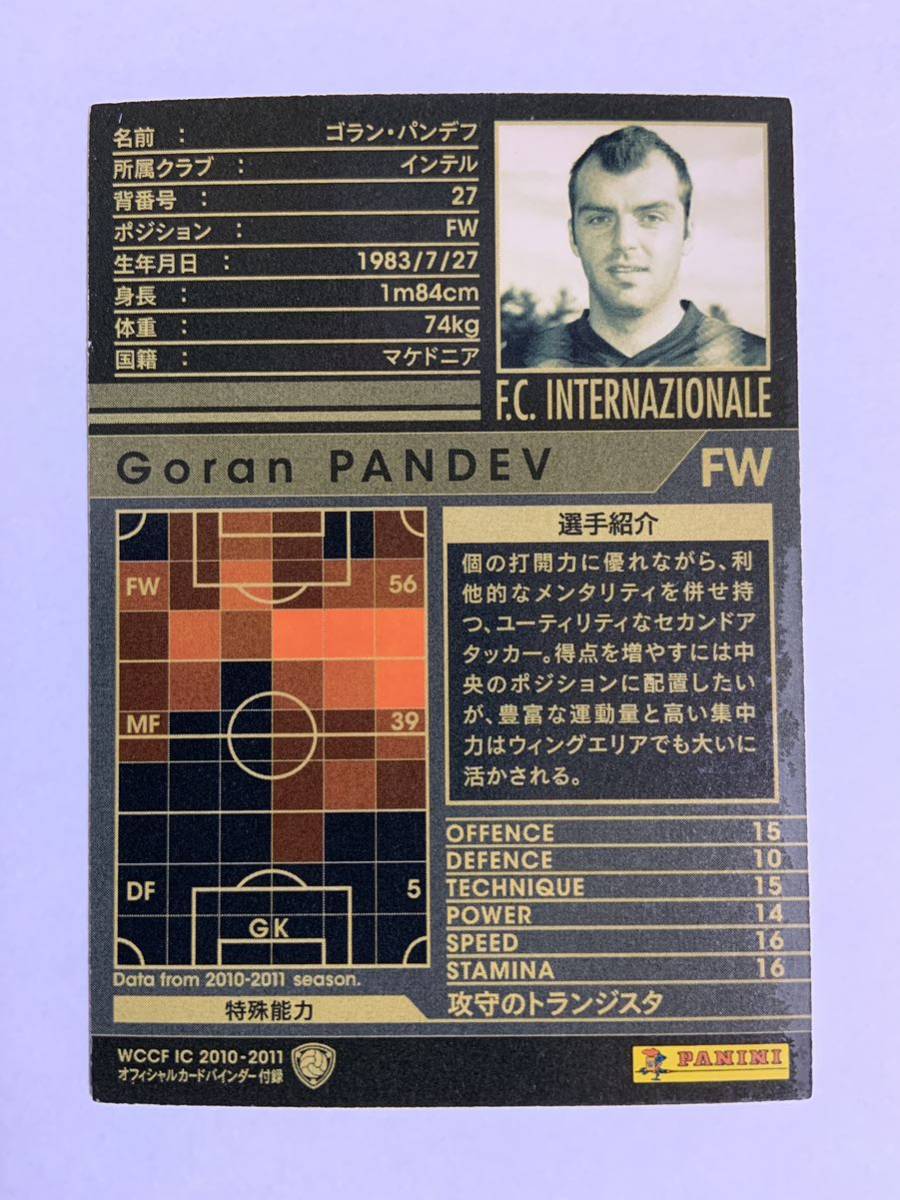 名前 : ゴラン・パンデフ
所属クラブ : インテル
背番号 : 27
ポジション : FW
生年月日 : 1983/7/27
身長 : 1m84cm
体重 : 74kg
国籍 : マケドニア
F.C. INTERNAZIONALE
Goran PANDEV FW
FW 56
MF 39
DF 5
GK
Data from 2010-2011 season.
選手紹介
個の打開力に優れながら、利
他的なメンタリティを併せ持
つ、ユーティリティなセカンドア
タッカー。得点を増やすには中
央のポジションに配置したい
が、豊富な運動量と高い集中
力はウィングエリアでも大いに
活かされる。
OFFENCE 15
DEFENCE 10
TECHNIQUE 15
POWER 14
SPEED 16
STAMINA 16
特殊能力 攻守のトランジスタ
WCCF IC 2010-2011
オフィシャルカードバインダー付録
PANINI